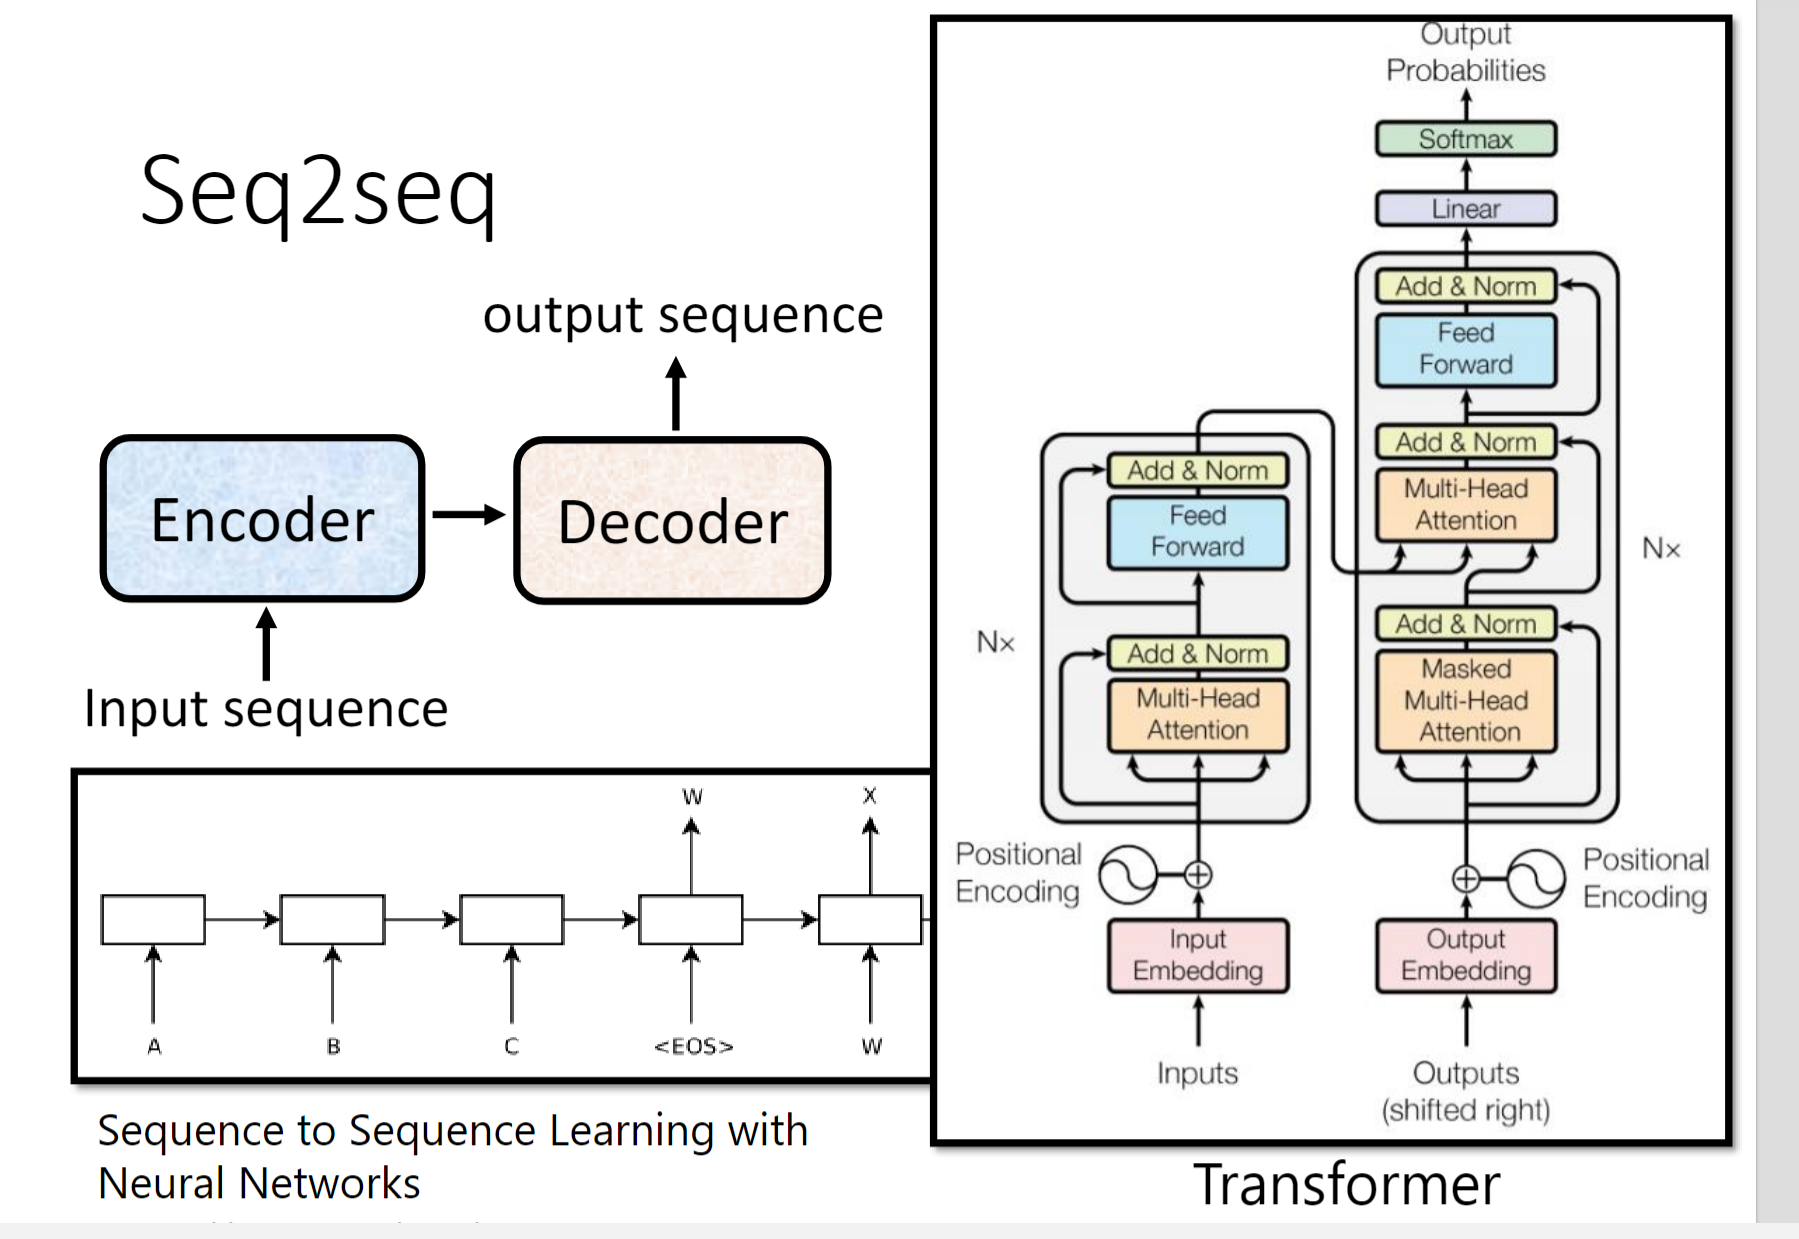 Seq2seq
output sequence
Encoder
Decoder
Input sequence
W
X
A
B
C
<EOS>
W
Sequence to Sequence Learning with
Neural Networks
Output
Probabilities
Softmax
Linear
Add & Norm
Feed
Forward
Add & Norm
Multi-Head
Attention
Nx
Add & Norm
Masked
Multi-Head
Attention
Add & Norm
Feed
Forward
Nx
Add & Norm
Multi-Head
Attention
Positional
Encoding
Positional
Encoding
Input
Embedding
Output
Embedding
Inputs
Outputs
(shifted right)
Transformer